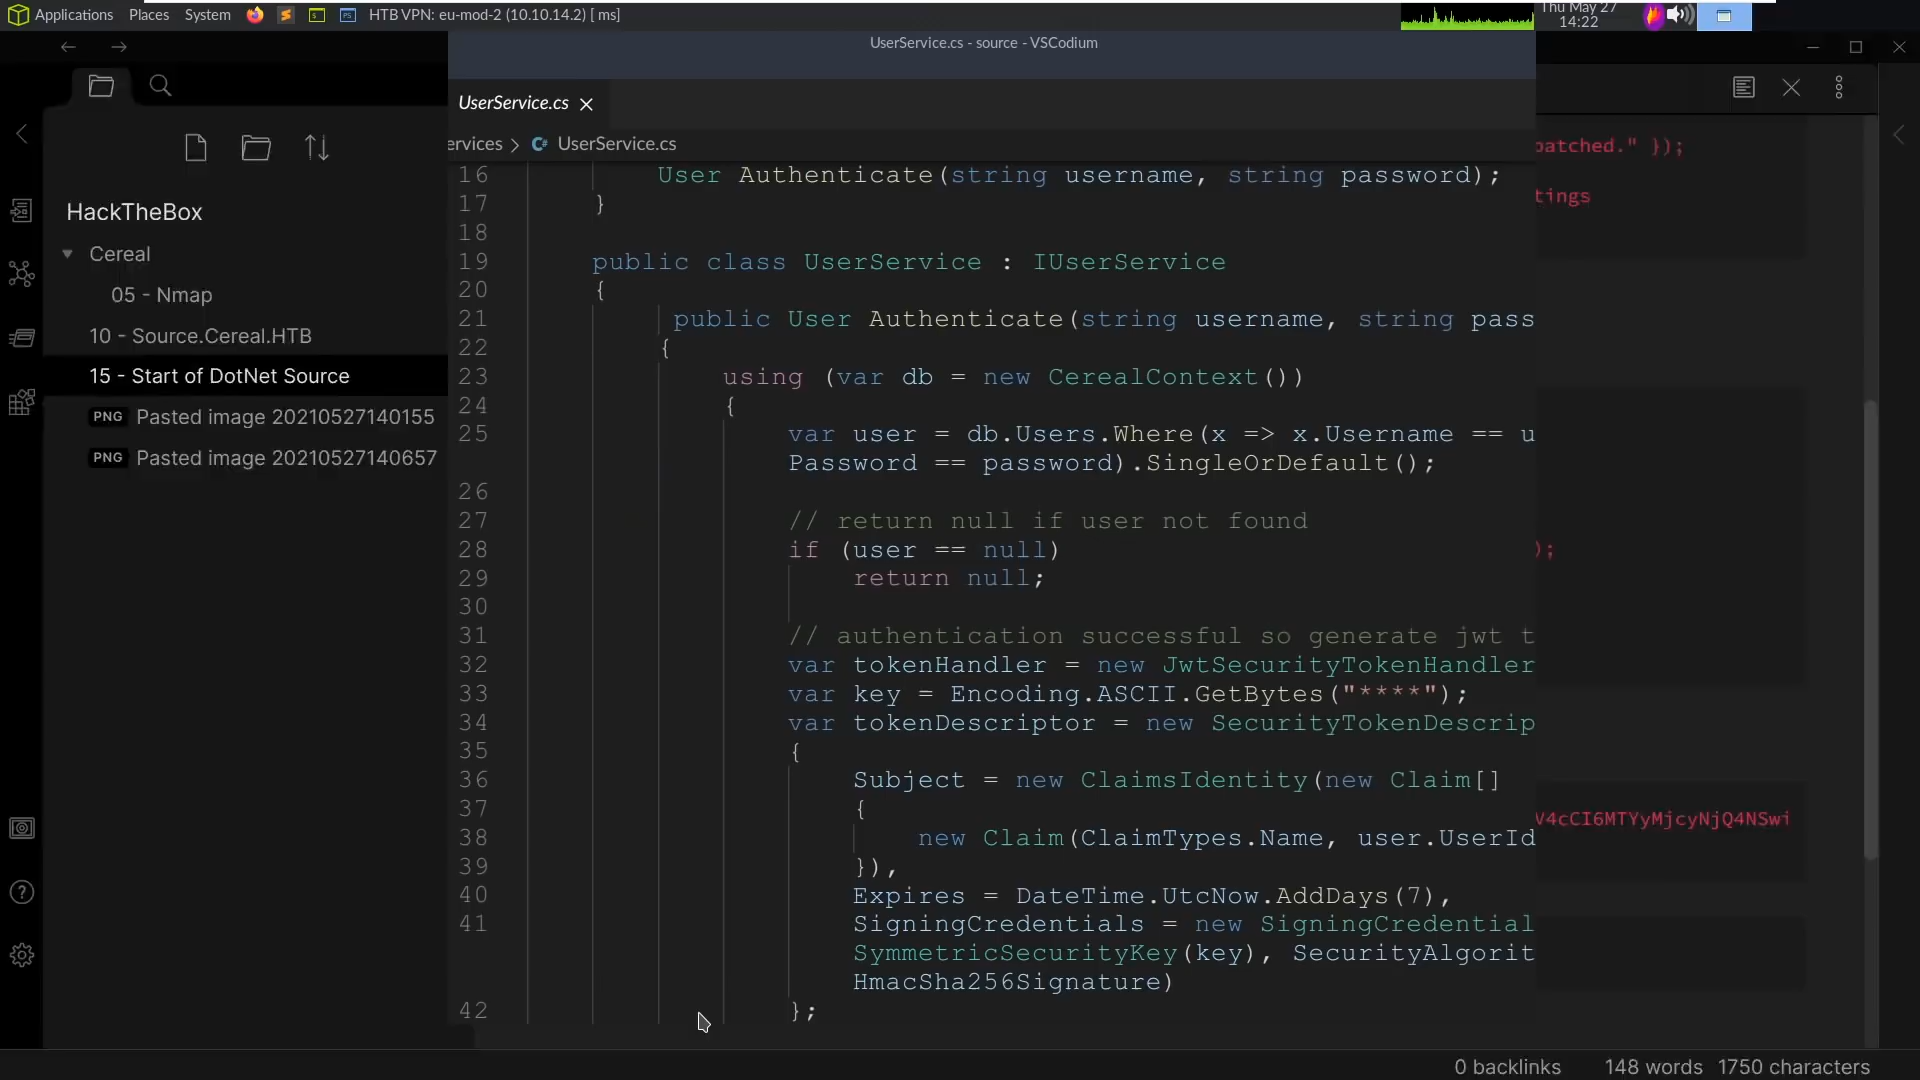 Applications Places System HTB VPN: eu-mod-2 (10.10.14.2) [ ms]
Thu May 27
14:22
UserService.cs - source - VSCodium
UserService.cs
ervices > UserService.cs
HackTheBox
Cereal
05 - Nmap
10 - Source.Cereal.HTB
15 - Start of DotNet Source
PNG Pasted image 20210527140155
PNG Pasted image 20210527140657
16 User Authenticate(string username, string password);
17 }
18
19 public class UserService : IUserService
20 {
21 public User Authenticate(string username, string pass
22 {
23 using (var db = new CerealContext())
24 {
25 var user = db.Users.Where(x => x.Username == u
Password == password).SingleOrDefault();
26
27 // return null if user not found
28 if (user == null)
29 return null;
30
31 // authentication successful so generate jwt t
32 var tokenHandler = new JwtSecurityTokenHandler
33 var key = Encoding.ASCII.GetBytes("****");
34 var tokenDescriptor = new SecurityTokenDescrip
35 {
36 Subject = new ClaimsIdentity(new Claim[]
37 {
38 new Claim(ClaimTypes.Name, user.UserId
39 }),
40 Expires = DateTime.UtcNow.AddDays(7),
41 SigningCredentials = new SigningCredential
SymmetricSecurityKey(key), SecurityAlgorit
HmacSha256Signature)
42 };
patched." });
tings
);
V4cCI6MTYyMjcyNjQ4NSwi
0 backlinks 148 words 1750 characters